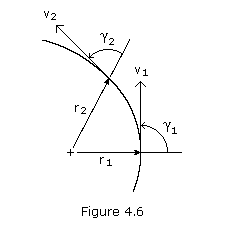 v₂
γ₂
v₁
r₂
γ₁
r₁
Figure 4.6